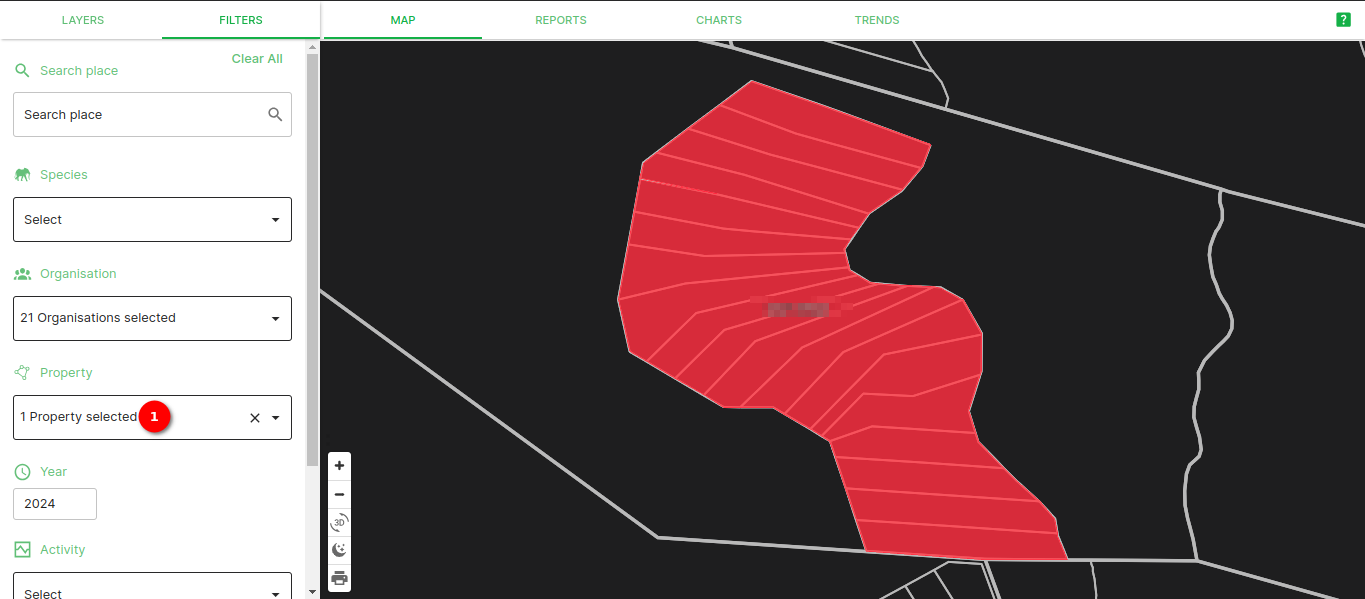 LAYERS
FILTERS
MAP
REPORTS
CHARTS
TRENDS
?
Clear All
Search place
Search place
Species
Select
Organisation
21 Organisations selected
Property
1 Property selected
1
Year
2024
Activity
Select
+
−
3D